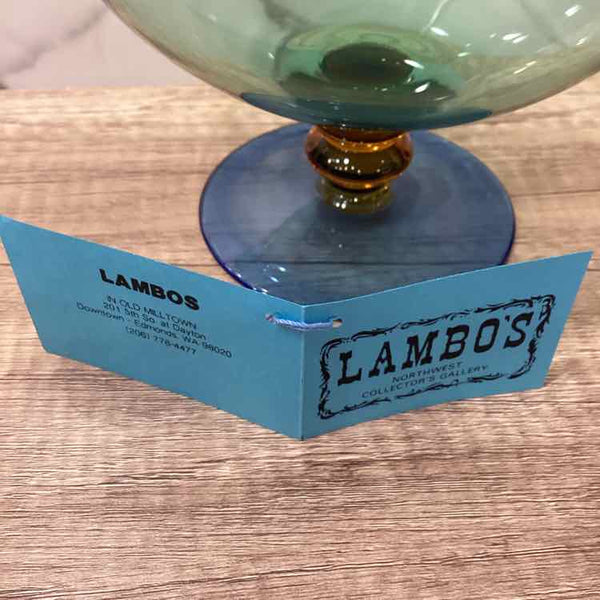 LAMBOS
IN OLD MILLTOWN
201 5th So. at Dayton
Downtown - Edmonds, WA 98020
(206) 776-4477
LAMBO'S
NORTHWEST
COLLECTOR'S GALLERY